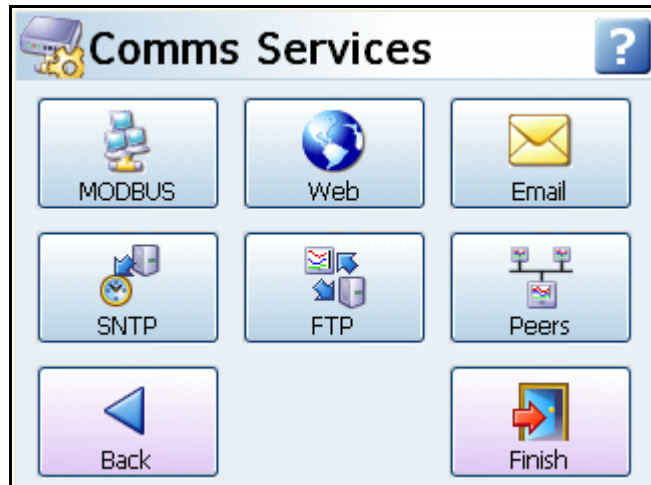 Comms Services
?
MODBUS
Web
Email
SNTP
FTP
Peers
Back
Finish